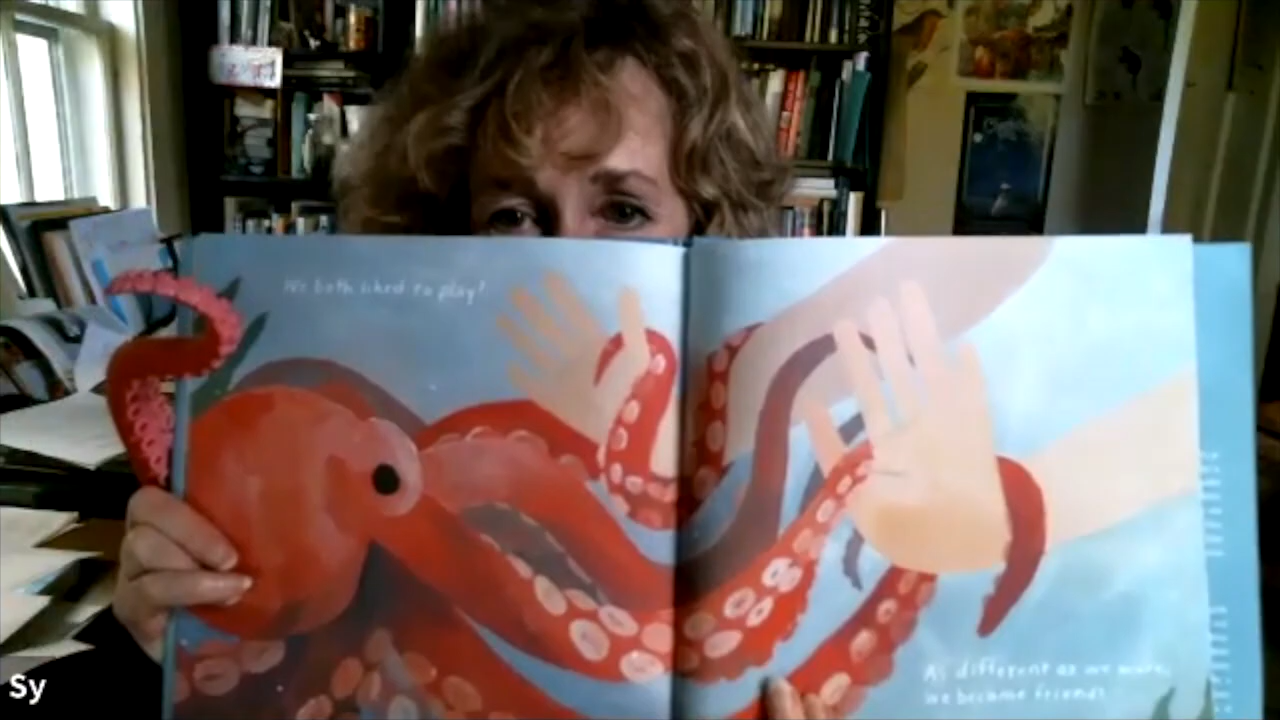 We both liked to play!
As different as we were,
we became friends.
Sy